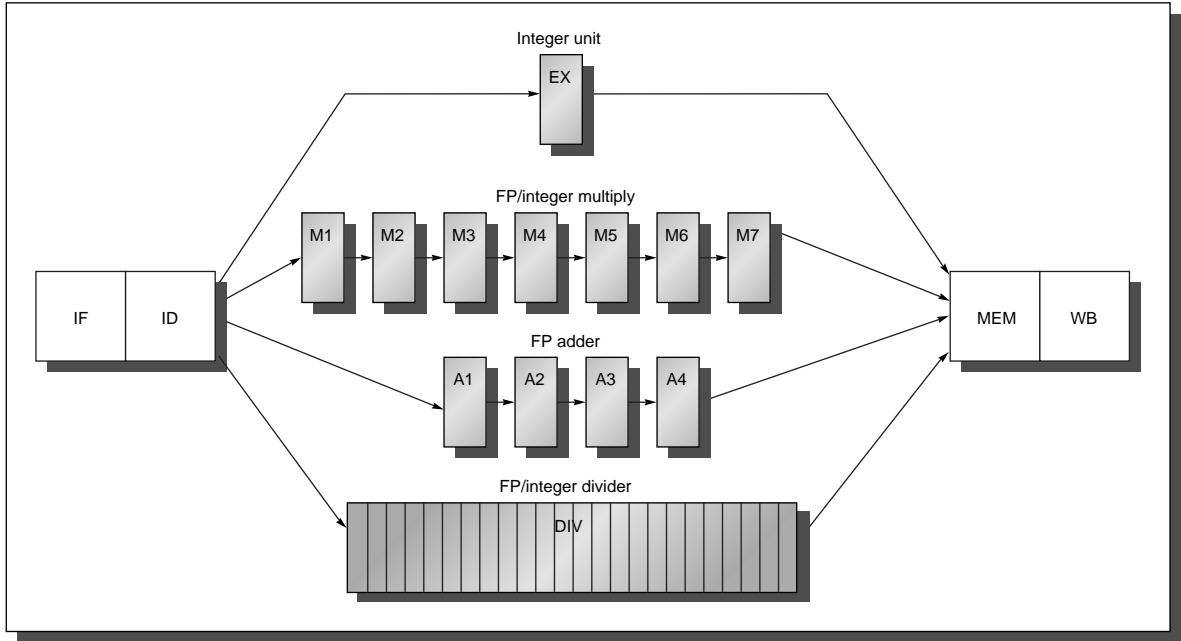 Integer unit
EX
FP/integer multiply
M1 M2 M3 M4 M5 M6 M7
IF ID
MEM WB
FP adder
A1 A2 A3 A4
FP/integer divider
DIV